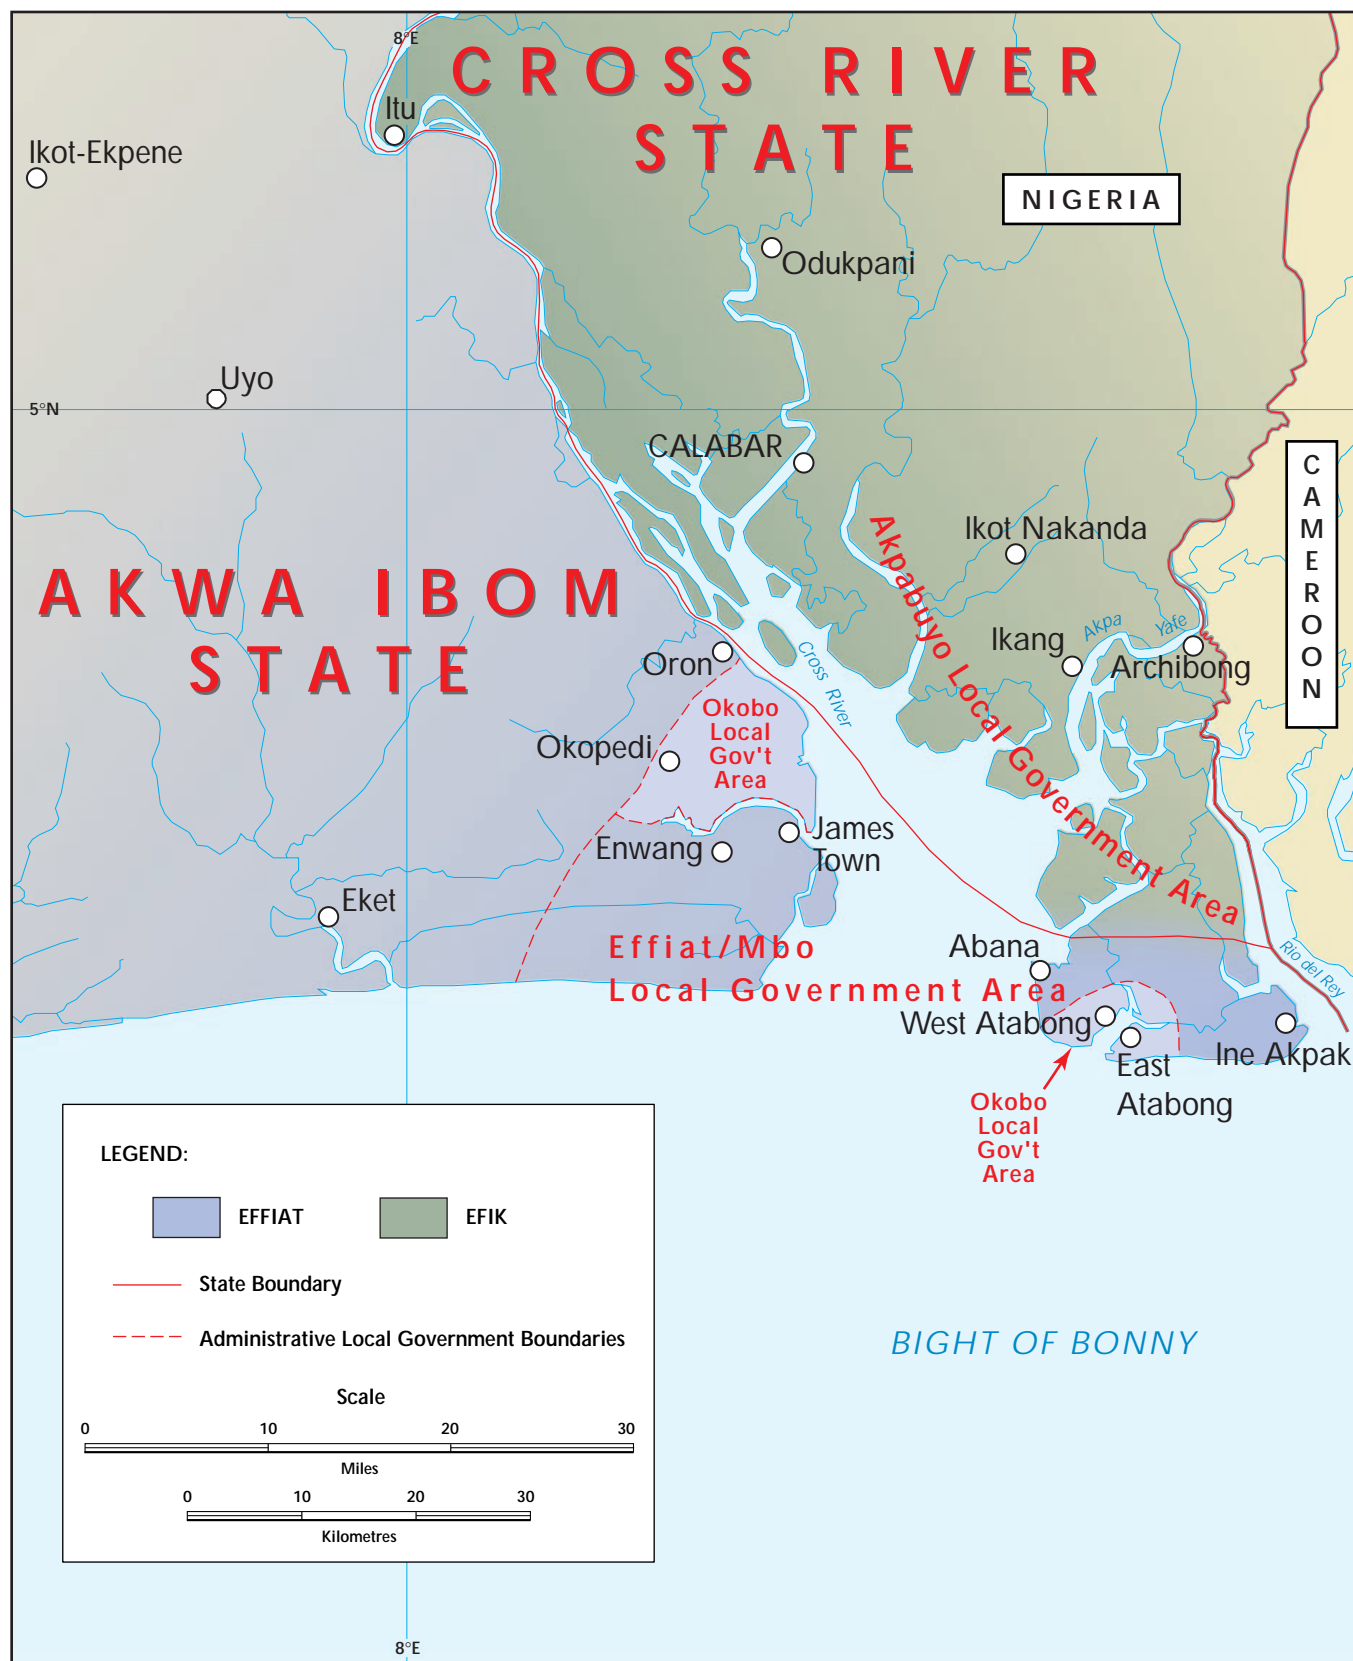 8°E
CROSS RIVER
STATE
Itu
Ikot-Ekpene
NIGERIA
Odukpani
Uyo
5°N
CALABAR
CAMEROON
Ikot Nakanda
Akpabuyo Local Government Area
AKWA IBOM
STATE
Akpa Yafe
Ikang
Archibong
Oron
Cross River
Okobo
Local
Gov't
Area
Okopedi
James
Town
Enwang
Eket
Effiat/Mbo
Local Government Area
Abana
Rio del Rey
West Atabong
Ine Akpak
East
Atabong
Okobo
Local
Gov't
Area
LEGEND:
EFFIAT
EFIK
State Boundary
Administrative Local Government Boundaries
Scale
0 10 20 30
Miles
0 10 20 30
Kilometres
BIGHT OF BONNY
8°E